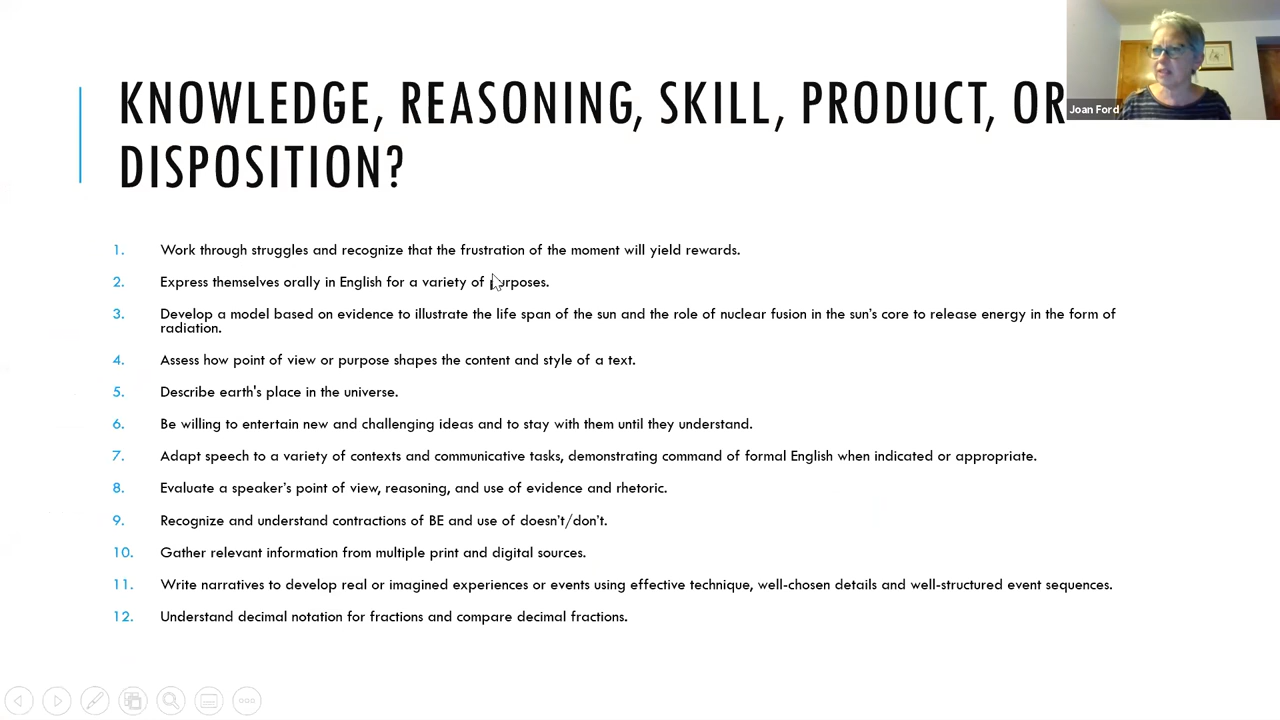 KNOWLEDGE, REASONING, SKILL, PRODUCT, OR
DISPOSITION?
Joan Ford
1. Work through struggles and recognize that the frustration of the moment will yield rewards.
2. Express themselves orally in English for a variety of purposes.
3. Develop a model based on evidence to illustrate the life span of the sun and the role of nuclear fusion in the sun's core to release energy in the form of
radiation.
4. Assess how point of view or purpose shapes the content and style of a text.
5. Describe earth's place in the universe.
6. Be willing to entertain new and challenging ideas and to stay with them until they understand.
7. Adapt speech to a variety of contexts and communicative tasks, demonstrating command of formal English when indicated or appropriate.
8. Evaluate a speaker's point of view, reasoning, and use of evidence and rhetoric.
9. Recognize and understand contractions of BE and use of doesn't/don't.
10. Gather relevant information from multiple print and digital sources.
11. Write narratives to develop real or imagined experiences or events using effective technique, well-chosen details and well-structured event sequences.
12. Understand decimal notation for fractions and compare decimal fractions.